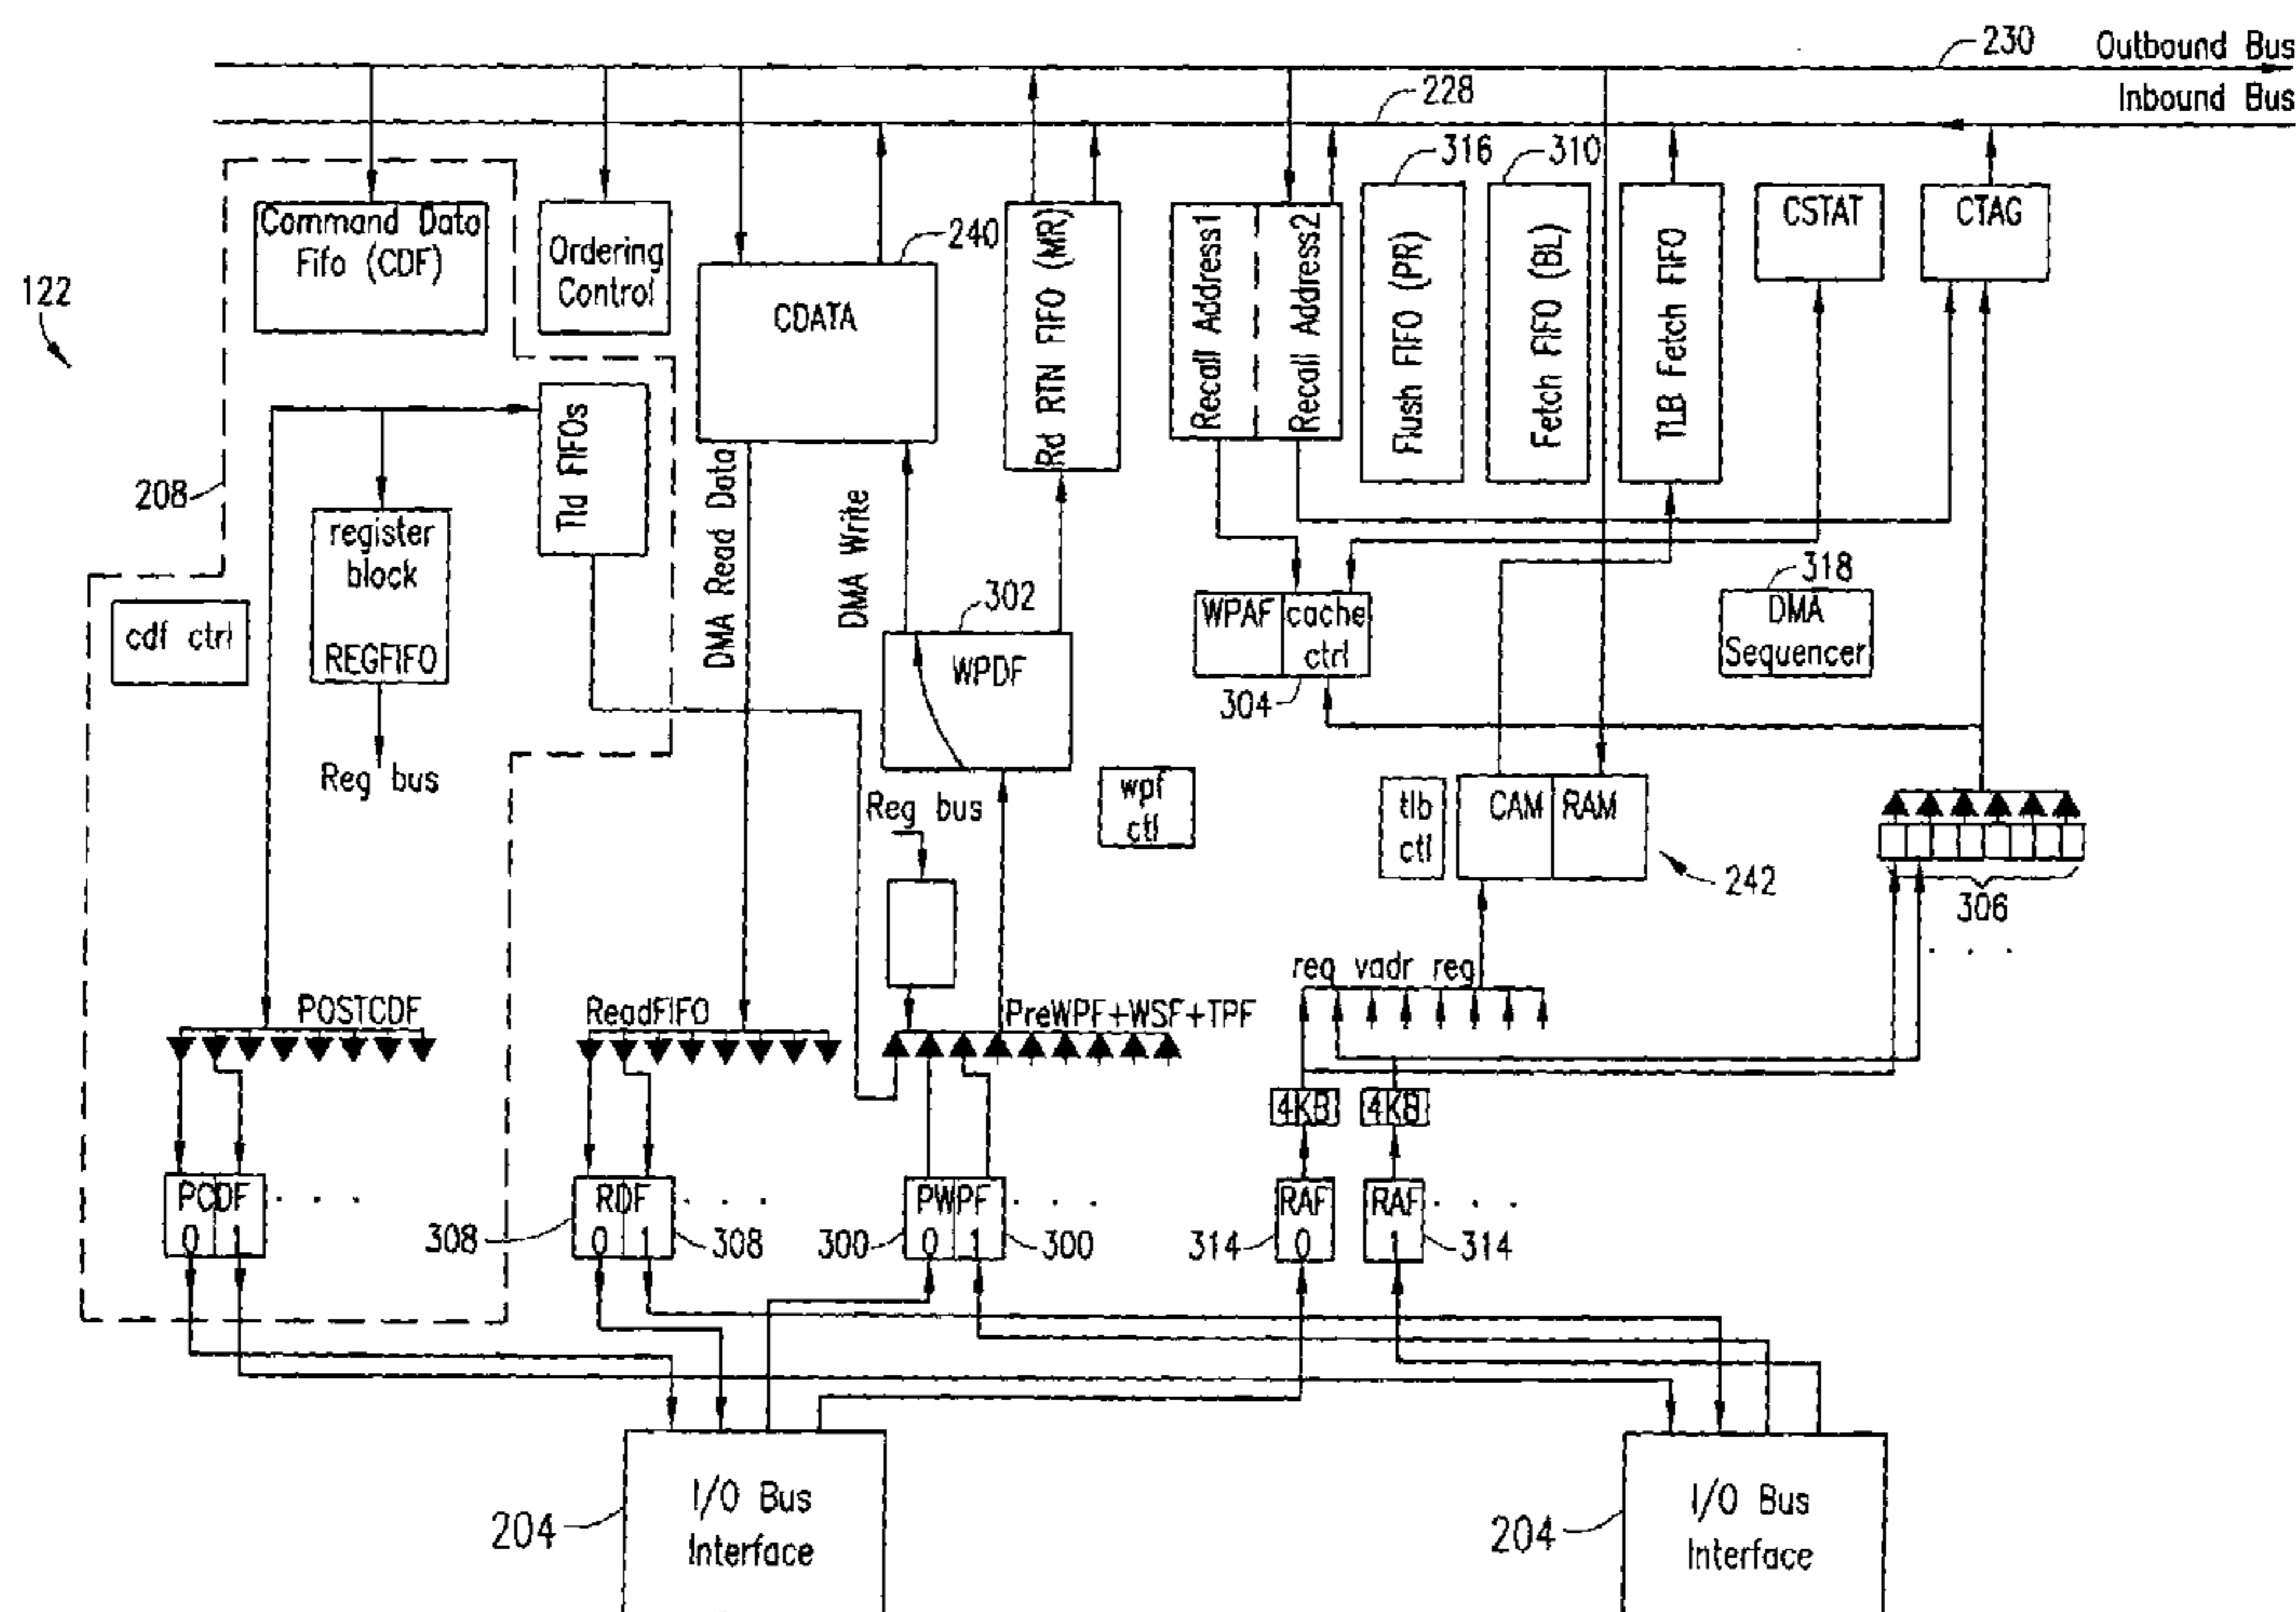 230
Outbound Bus
228
Inbound Bus
316
310
122
Command Data
Fifo (CDF)
Ordering
Control
240
CDATA
Rd RTN FIFO (MR)
Recall Address1
Recall Address2
Flush FIFO (PR)
Fetch FIFO (BL)
TLB Fetch FIFO
CSTAT
CTAG
208
TId FIFOs
register
block
REGFIFO
Reg bus
cdf ctrl
DMA Read Data
DMA Write
302
WPDF
WPAF
cache
ctrl
304
318
DMA
Sequencer
Reg bus
wpf
ctl
tlb
ctl
CAM
RAM
242
306
. . .
req vadr reg
POSTCDF
ReadFIFO
PreWPF+WSF+TPF
4KB
4KB
PCDF
0 1
. . .
308
RDF
0 1
308
. . .
300
PWPF
0 1
300
. . .
314
RAF
0
RAF
1
314
. . .
204
I/O Bus
Interface
204
I/O Bus
Interface